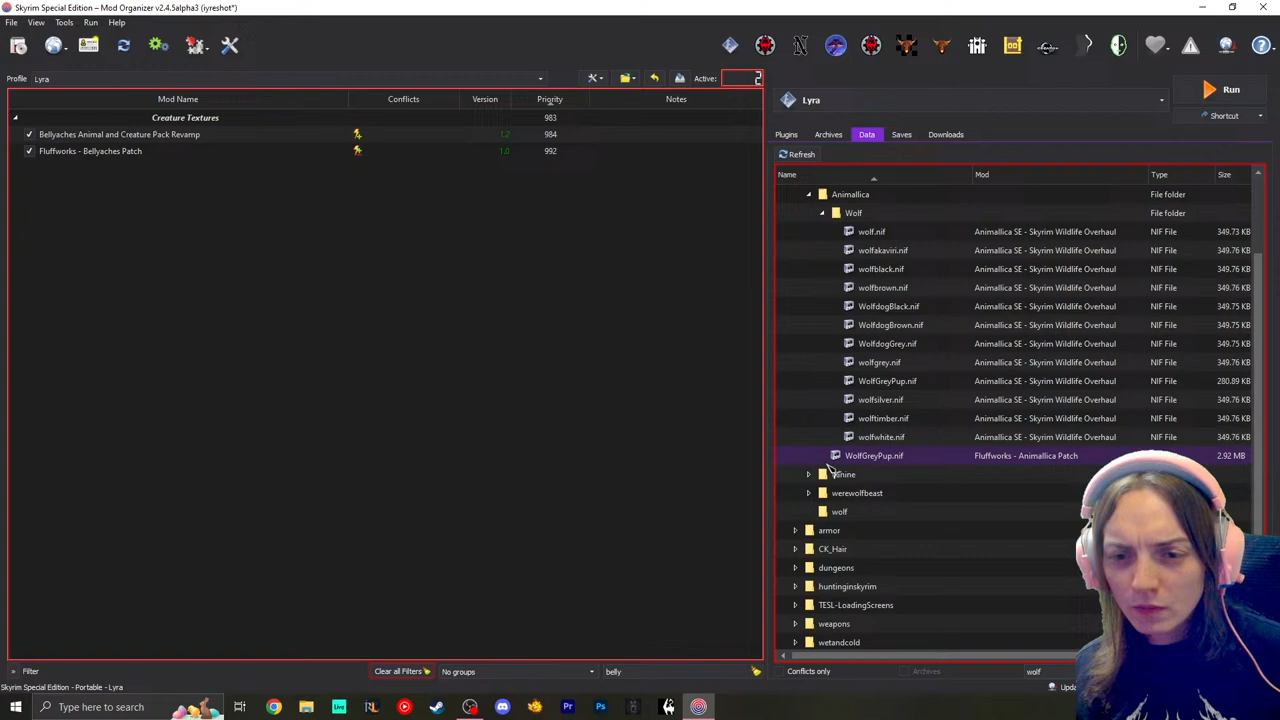 Skyrim Special Edition - Mod Organizer v2.4.5alpha3 (iyreshot*)
File View Tools Run Help
Profile Lyra Active: 2
Mod Name Conflicts Version Priority Notes
Creature Textures 983
Bellyaches Animal and Creature Pack Revamp 1.2 984
Fluffworks - Bellyaches Patch 1.0 992
Lyra Run
Shortcut
Plugins Archives Data Saves Downloads
Refresh
Name Mod Type Size
Animallica File folder
Wolf File folder
wolf.nif Animallica SE - Skyrim Wildlife Overhaul NIF File 349.73 KB
wolfakaviri.nif Animallica SE - Skyrim Wildlife Overhaul NIF File 349.76 KB
wolfblack.nif Animallica SE - Skyrim Wildlife Overhaul NIF File 349.76 KB
wolfbrown.nif Animallica SE - Skyrim Wildlife Overhaul NIF File 349.76 KB
WolfdogBlack.nif Animallica SE - Skyrim Wildlife Overhaul NIF File 349.75 KB
WolfdogBrown.nif Animallica SE - Skyrim Wildlife Overhaul NIF File 349.75 KB
WolfdogGrey.nif Animallica SE - Skyrim Wildlife Overhaul NIF File 349.75 KB
wolfgrey.nif Animallica SE - Skyrim Wildlife Overhaul NIF File 349.76 KB
WolfGreyPup.nif Animallica SE - Skyrim Wildlife Overhaul NIF File 280.89 KB
wolfsilver.nif Animallica SE - Skyrim Wildlife Overhaul NIF File 349.76 KB
wolftimber.nif Animallica SE - Skyrim Wildlife Overhaul NIF File 349.76 KB
wolfwhite.nif Animallica SE - Skyrim Wildlife Overhaul NIF File 349.76 KB
WolfGreyPup.nif Fluffworks - Animallica Patch 2.92 MB
werewolfbeast
wolf
armor
CK_Hair
dungeons
huntinginskyrim
TESL-LoadingScreens
weapons
wetandcold
Filter Clear all Filters No groups belly Conflicts only Archives wolf
Skyrim Special Edition - Portable - Lyra
Type here to search Live Pr Ps